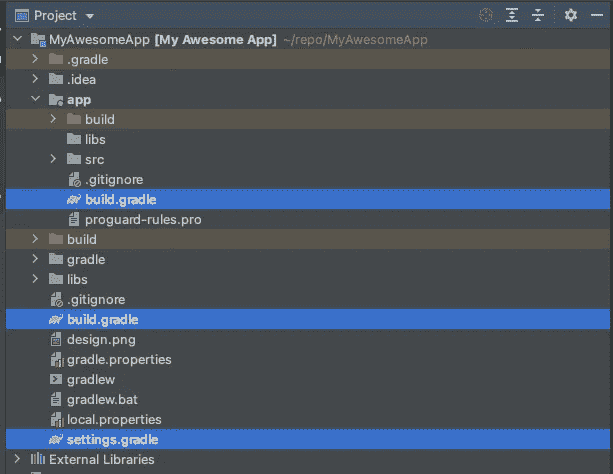 Project
MyAwesomeApp [My Awesome App] ~/repo/MyAwesomeApp
.gradle
.idea
app
build
libs
src
.gitignore
build.gradle
proguard-rules.pro
build
gradle
libs
.gitignore
build.gradle
design.png
gradle.properties
gradlew
gradlew.bat
local.properties
settings.gradle
External Libraries